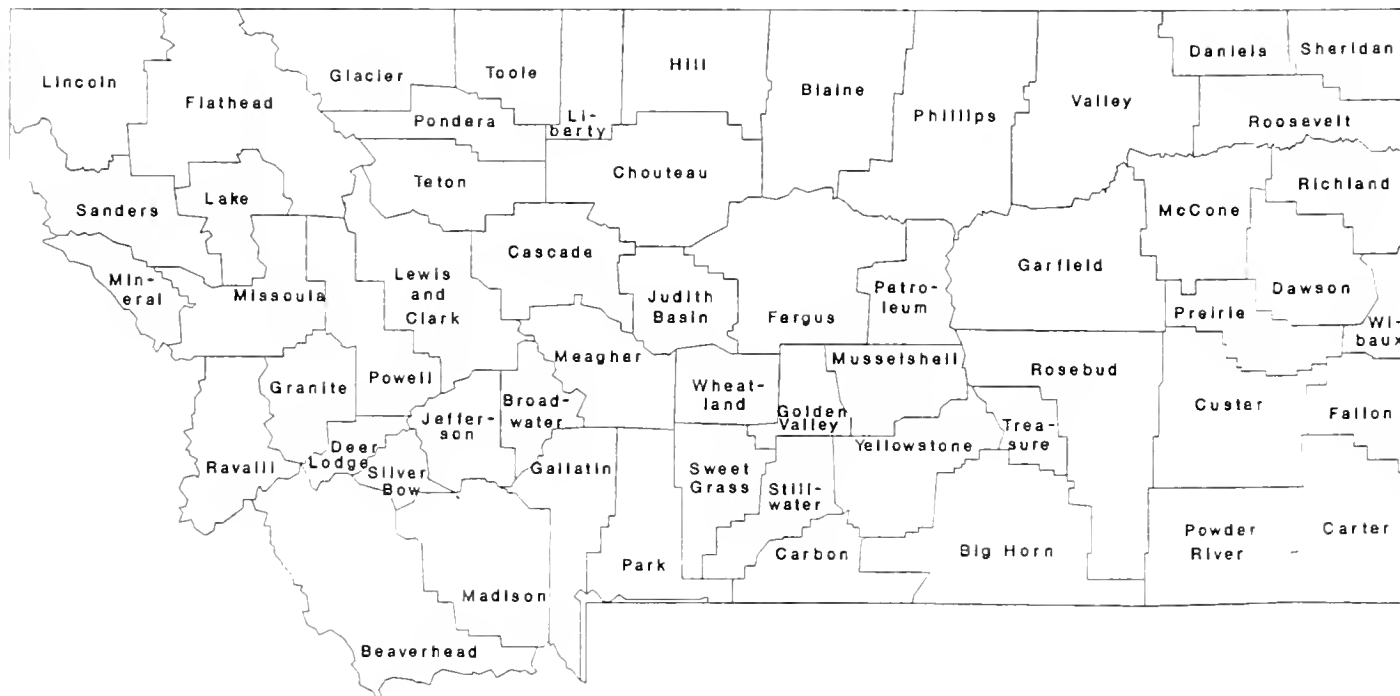 Lincoln
Flathead
Glacier
Toole
Li-
berty
Hill
Blaine
Phillips
Valley
Daniels
Sheridan
Roosevelt
Pondera
Teton
Chouteau
Sanders
Lake
Richland
McCone
Min-
eral
Missoula
Lewis
and
Clark
Cascade
Judith
Basin
Fergus
Petro-
leum
Garfield
Dawson
Preirie
Wi-
baux
Granite
Powell
Meagher
Broad-
water
Jeffer-
son
Wheat-
land
Golden
Valley
Musselshell
Rosebud
Trea-
sure
Custer
Fallon
Ravalli
Deer
Lodge
Silver
Bow
Gallatin
Sweet
Grass
Still-
water
Yellowstone
Park
Carbon
Big Horn
Powder
River
Carter
Madison
Beaverhead